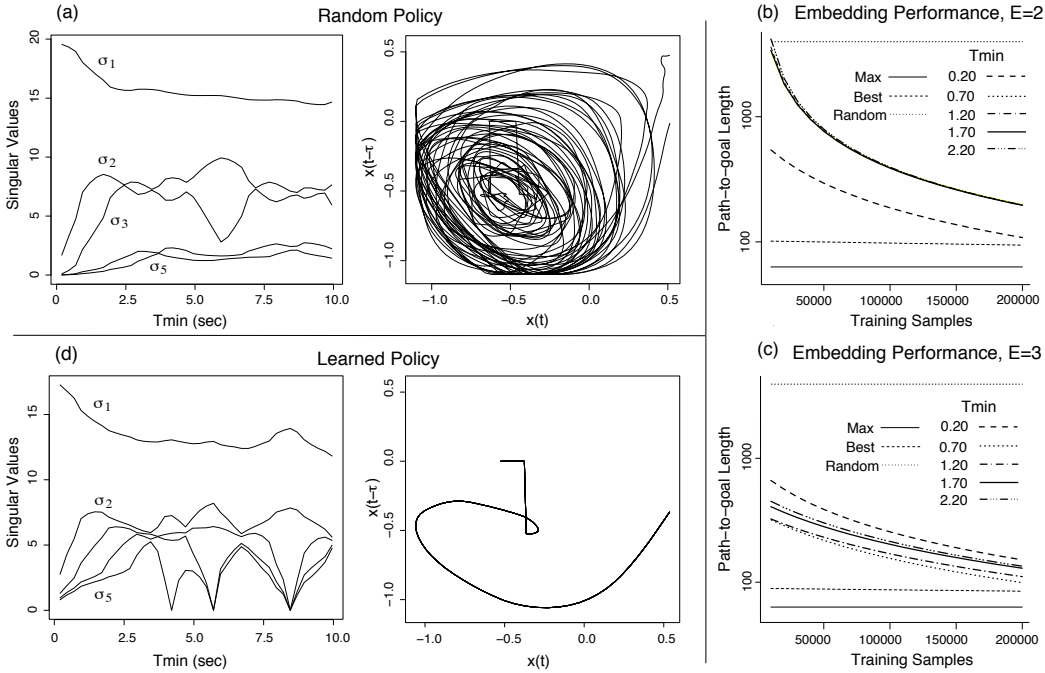 (a)
Random Policy
Singular Values
20
15
10
5
0
σ1
σ2
σ3
σ5
0
2.5
5.0
7.5
10.0
Tmin (sec)
x(t−τ)
0.5
0.0
−0.5
−1.0
−1.0
−0.5
0.0
0.5
x(t)
(b)
Embedding Performance, E=2
Path−to−goal Length
1000
100
Tmin
Max
0.20
Best
0.70
Random
1.20
1.70
2.20
50000
100000
150000
200000
Training Samples
(d)
Learned Policy
Singular Values
15
10
5
0
σ1
σ2
σ5
0
2.5
5.0
7.5
10.0
Tmin (sec)
x(t−τ)
0.5
0.0
−0.5
−1.0
−1.0
−0.5
0.0
0.5
x(t)
(c)
Embedding Performance, E=3
Path−to−goal Length
1000
100
Tmin
Max
0.20
Best
0.70
Random
1.20
1.70
2.20
50000
100000
150000
200000
Training Samples